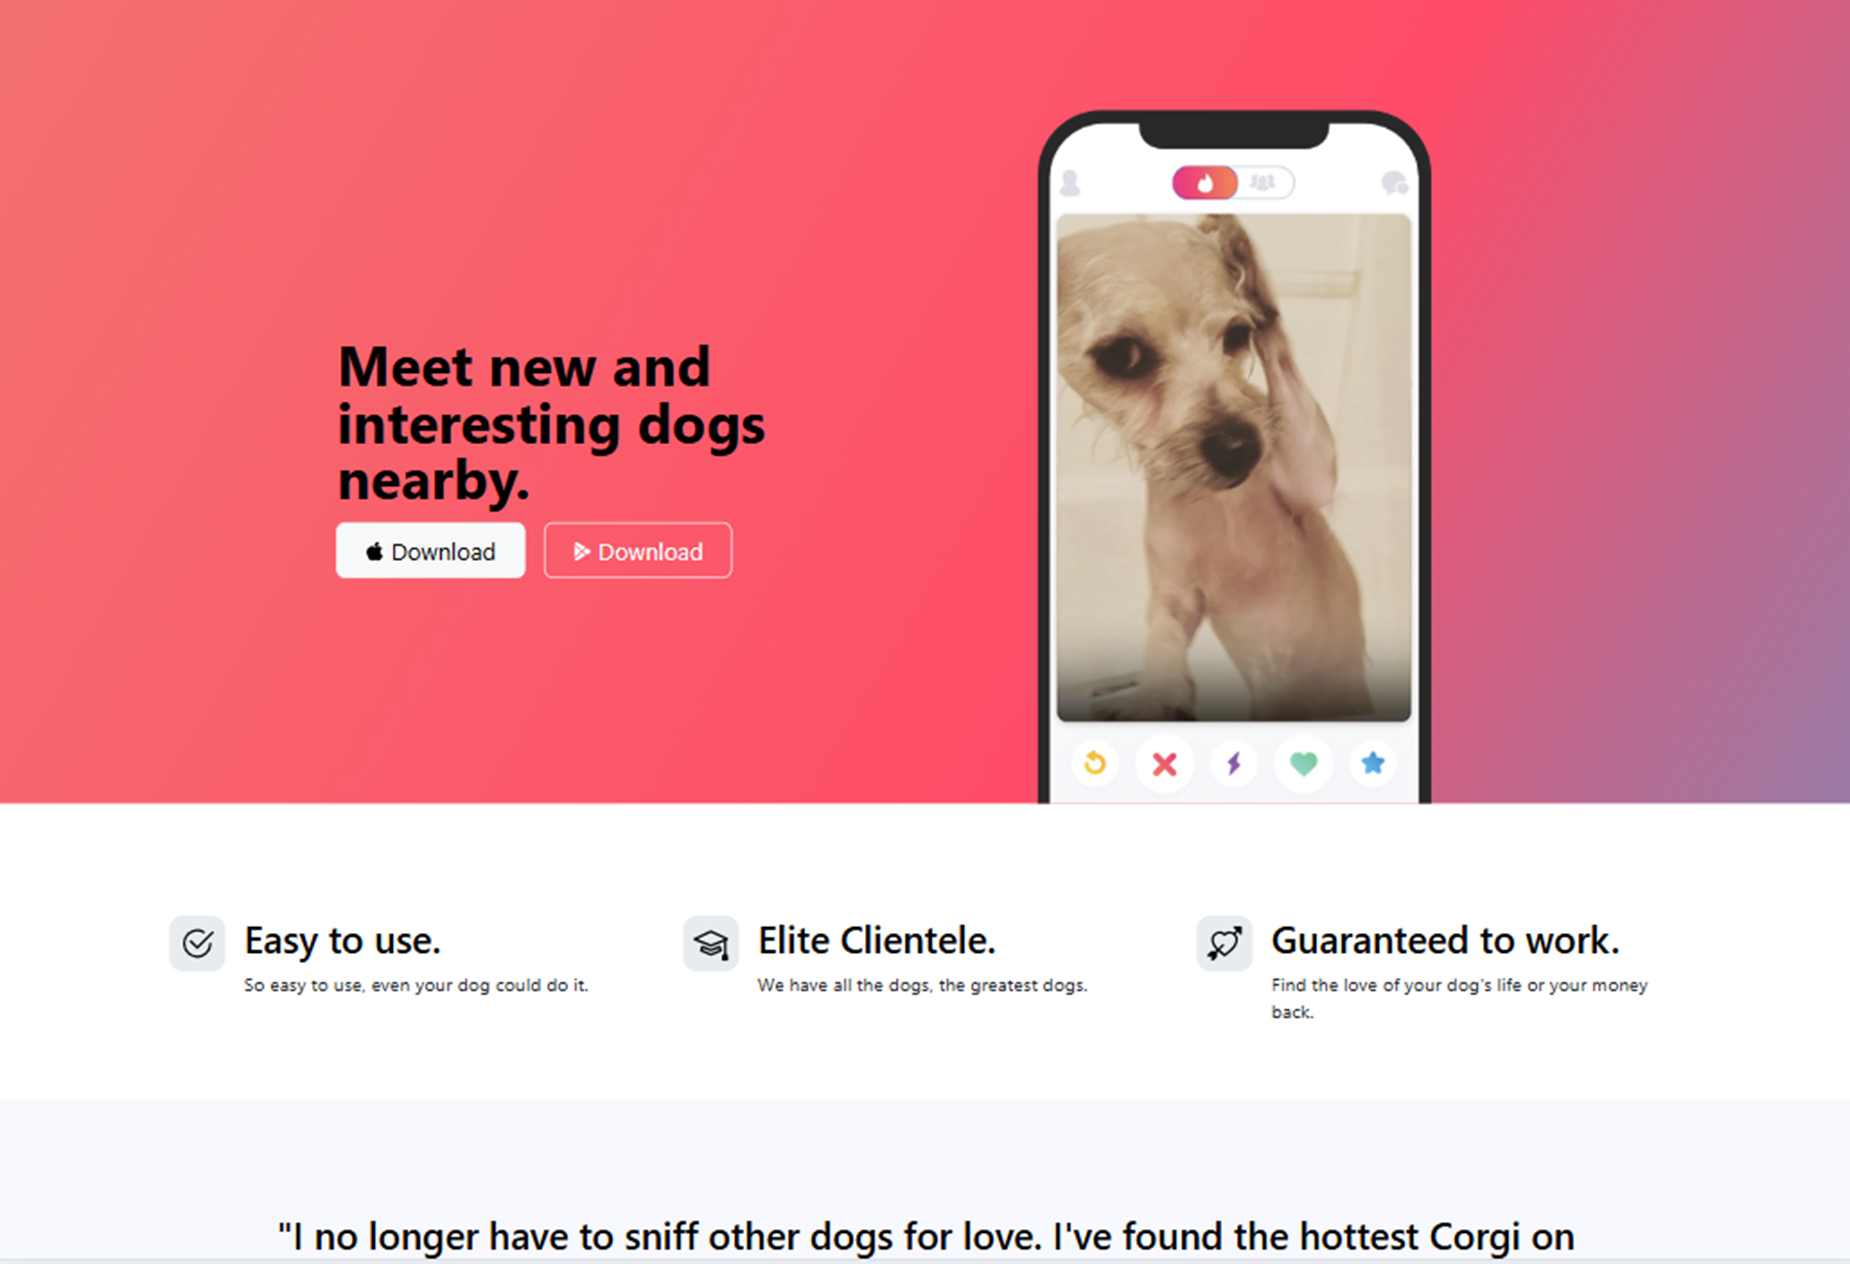 Meet new and
interesting dogs
nearby.
Download
Download
Easy to use.
So easy to use, even your dog could do it.
Elite Clientele.
We have all the dogs, the greatest dogs.
Guaranteed to work.
Find the love of your dog's life or your money
back.
"I no longer have to sniff other dogs for love. I've found the hottest Corgi on